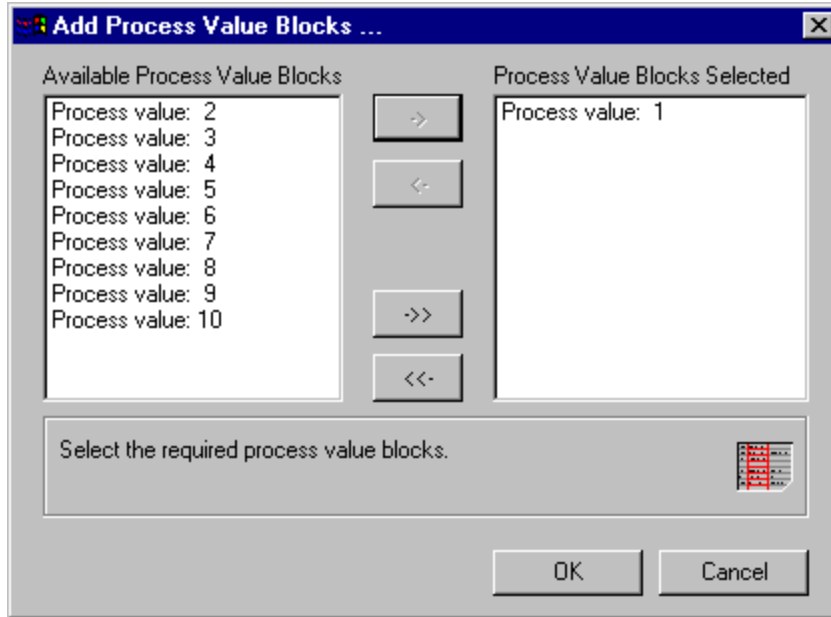 Add Process Value Blocks ...
Available Process Value Blocks
Process Value Blocks Selected
Process value:  2
Process value:  3
Process value:  4
Process value:  5
Process value:  6
Process value:  7
Process value:  8
Process value:  9
Process value: 10
->
<-
->>
<<-
Process value:  1
Select the required process value blocks.
OK
Cancel